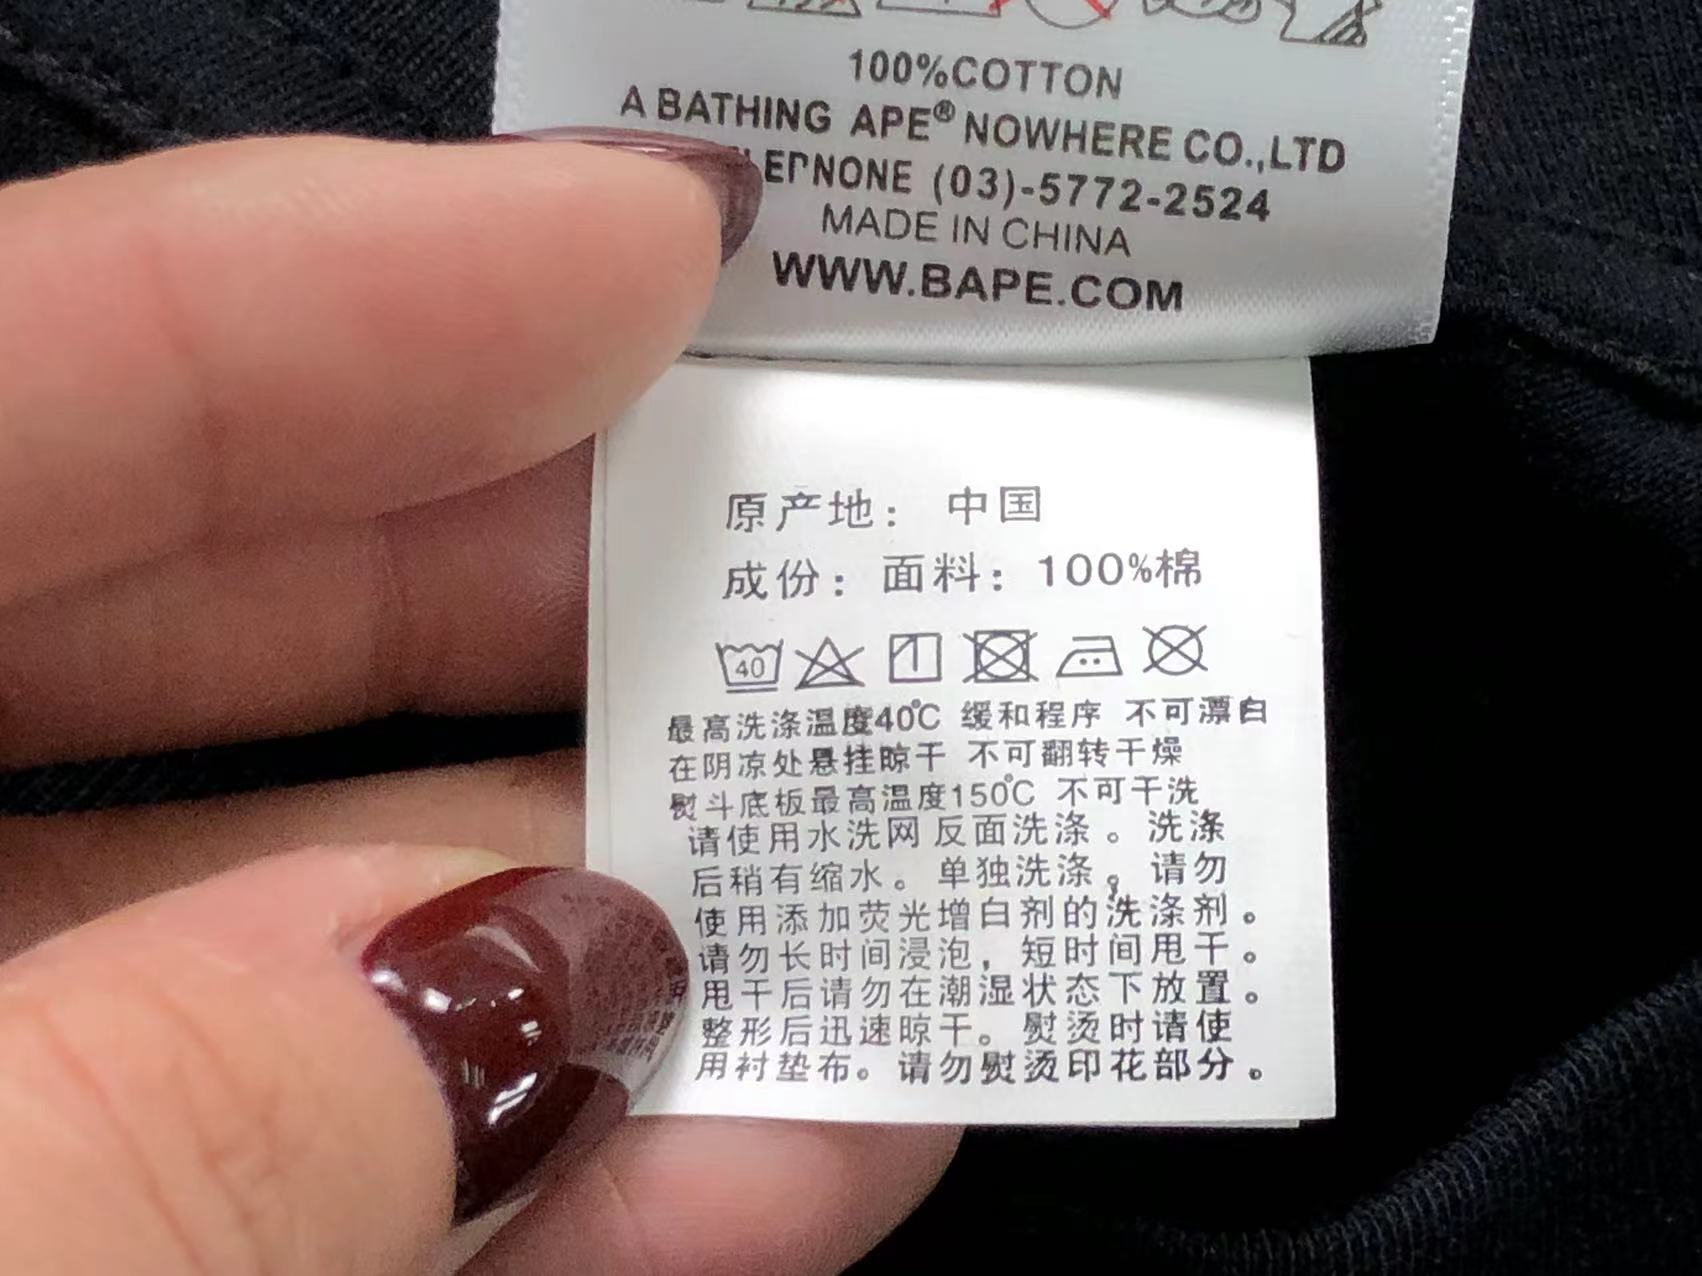 100%COTTON
A BATHING APE® NOWHERE CO.,LTD
(03)-5772-2524
MADE IN CHINA
WWW.BAPE.COM
原产地： 中国
成份：面料：100%棉
40
最高洗涤温度40℃ 缓和程序 不可漂白
在阴凉处悬挂晾干 不可翻转干燥
熨斗底板最高温度150℃ 不可干洗
请使用水洗网反面洗涤。洗涤
后稍有缩水。单独洗涤。请勿
使用添加荧光增白剂的洗涤剂。
请勿长时间浸泡，短时间甩干。
甩干后请勿在潮湿状态下放置。
整形后迅速晾干。熨烫时请使
用衬垫布。请勿熨烫印花部分。